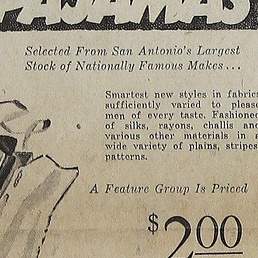 PAJAMAS
Selected From San Antonio's Largest
Stock of Nationally Famous Makes...
Smartest new styles in fabrics
sufficiently varied to please
men of every taste. Fashioned
of silks, rayons, challis and
various other materials in a
wide variety of plains, stripes
patterns.
A Feature Group Is Priced
$2.00